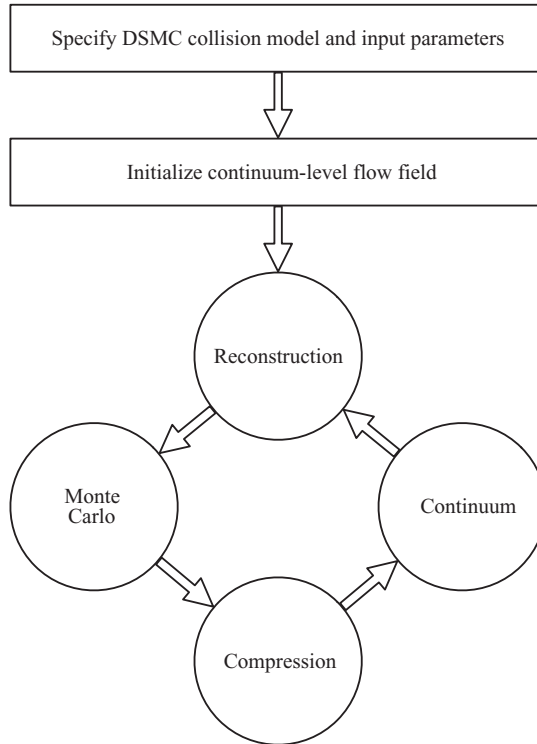 Specify DSMC collision model and input parameters
Initialize continuum-level flow field
Reconstruction
Monte
Carlo
Continuum
Compression